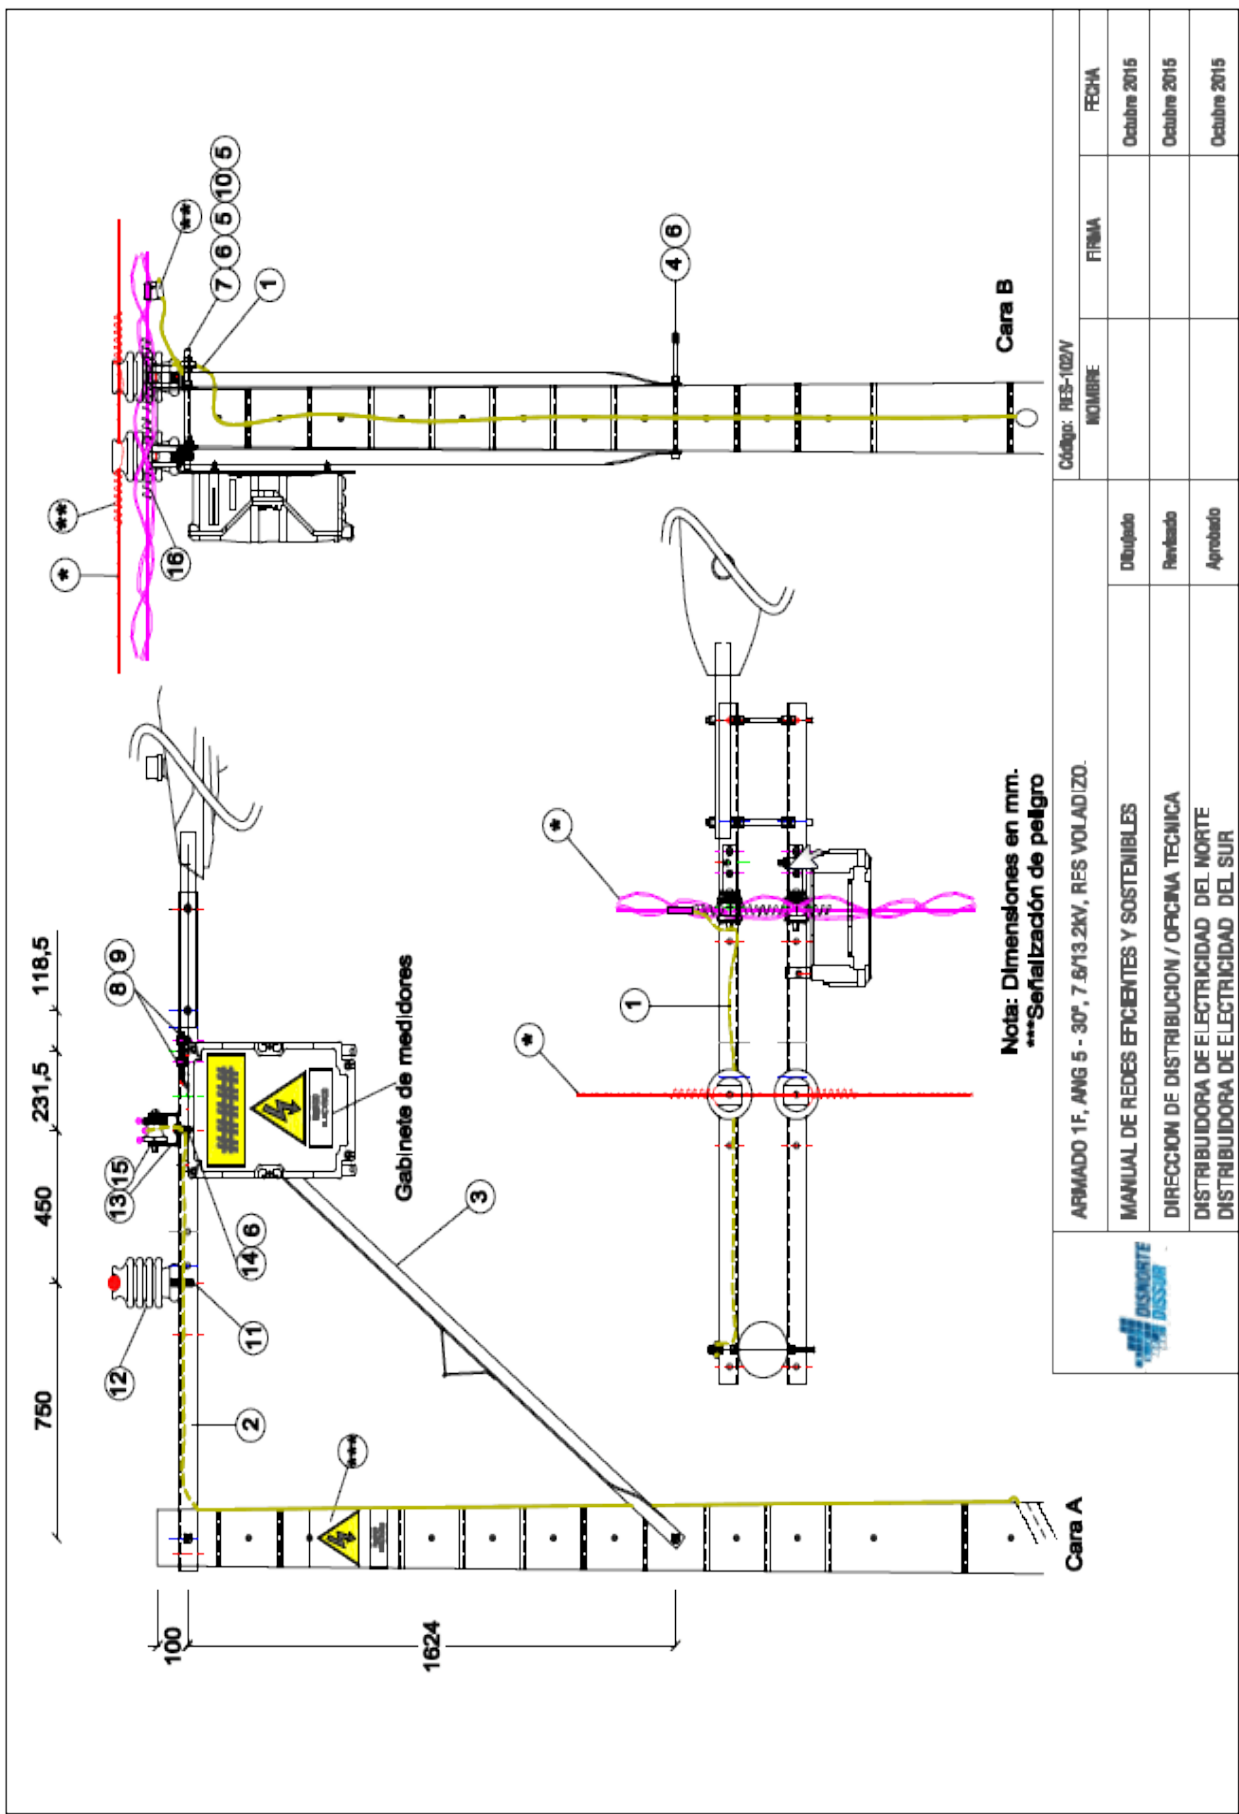 118,5
231,5
450
750
100
1624
8 9
13 15
14 6
12
11
2
3
Gabinete de medidores
####
***
Cara A
*
**
**
16
7 6 5 10 5
1
4 6
Cara B
*
*
1
Nota: Dimensiones en mm.
***Señalización de peligro
Código: RES-102/V
NOMBRE
FIRMA
FECHA
ARMADO 1F, ANG 5 - 30º, 7.6/13.2kV, RES VOLADIZO.
MANUAL DE REDES EFICIENTES Y SOSTENIBLES
Dibujado
Octubre 2015
DIRECCION DE DISTRIBUCION / OFICINA TECNICA
Revisado
Octubre 2015
DISTRIBUIDORA DE ELECTRICIDAD DEL NORTE
DISTRIBUIDORA DE ELECTRICIDAD DEL SUR
Aprobado
Octubre 2015
DISNORTE
DISSUR